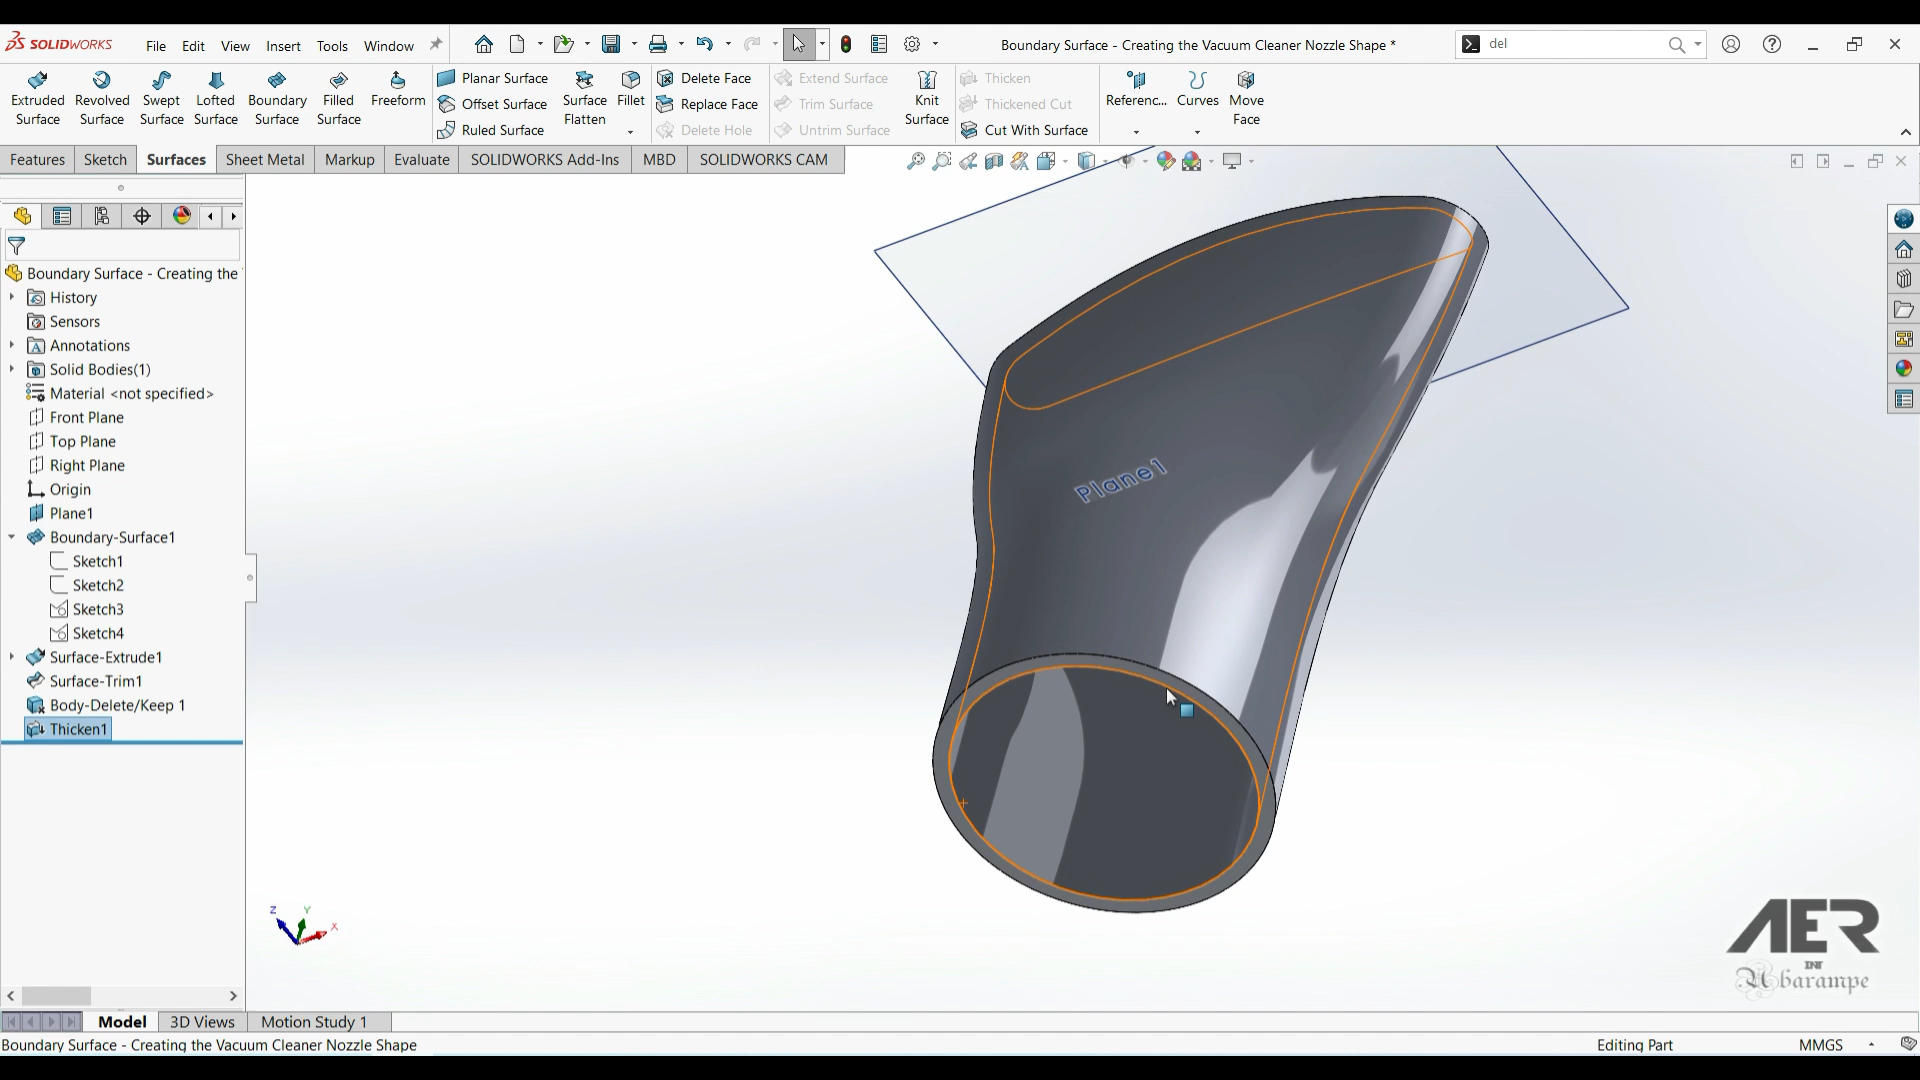 SOLIDWORKS File Edit View Insert Tools Window Boundary Surface - Creating the Vacuum Cleaner Nozzle Shape * del
Extruded Surface
Revolved Surface
Swept Surface
Lofted Surface
Boundary Surface
Filled Surface
Freeform
Planar Surface
Offset Surface
Ruled Surface
Surface Flatten
Fillet
Delete Face
Replace Face
Delete Hole
Extend Surface
Trim Surface
Untrim Surface
Knit Surface
Thicken
Thickened Cut
Cut With Surface
Referenc...
Curves
Move Face
Features Sketch Surfaces Sheet Metal Markup Evaluate SOLIDWORKS Add-Ins MBD SOLIDWORKS CAM
Boundary Surface - Creating the
History
Sensors
Annotations
Solid Bodies(1)
Material <not specified>
Front Plane
Top Plane
Right Plane
Origin
Plane1
Boundary-Surface1
Sketch1
Sketch2
Sketch3
Sketch4
Surface-Extrude1
Surface-Trim1
Body-Delete/Keep 1
Thicken1
Plane1
Z Y X
AER
INT
Abarampe
Model 3D Views Motion Study 1
Boundary Surface - Creating the Vacuum Cleaner Nozzle Shape Editing Part MMGS